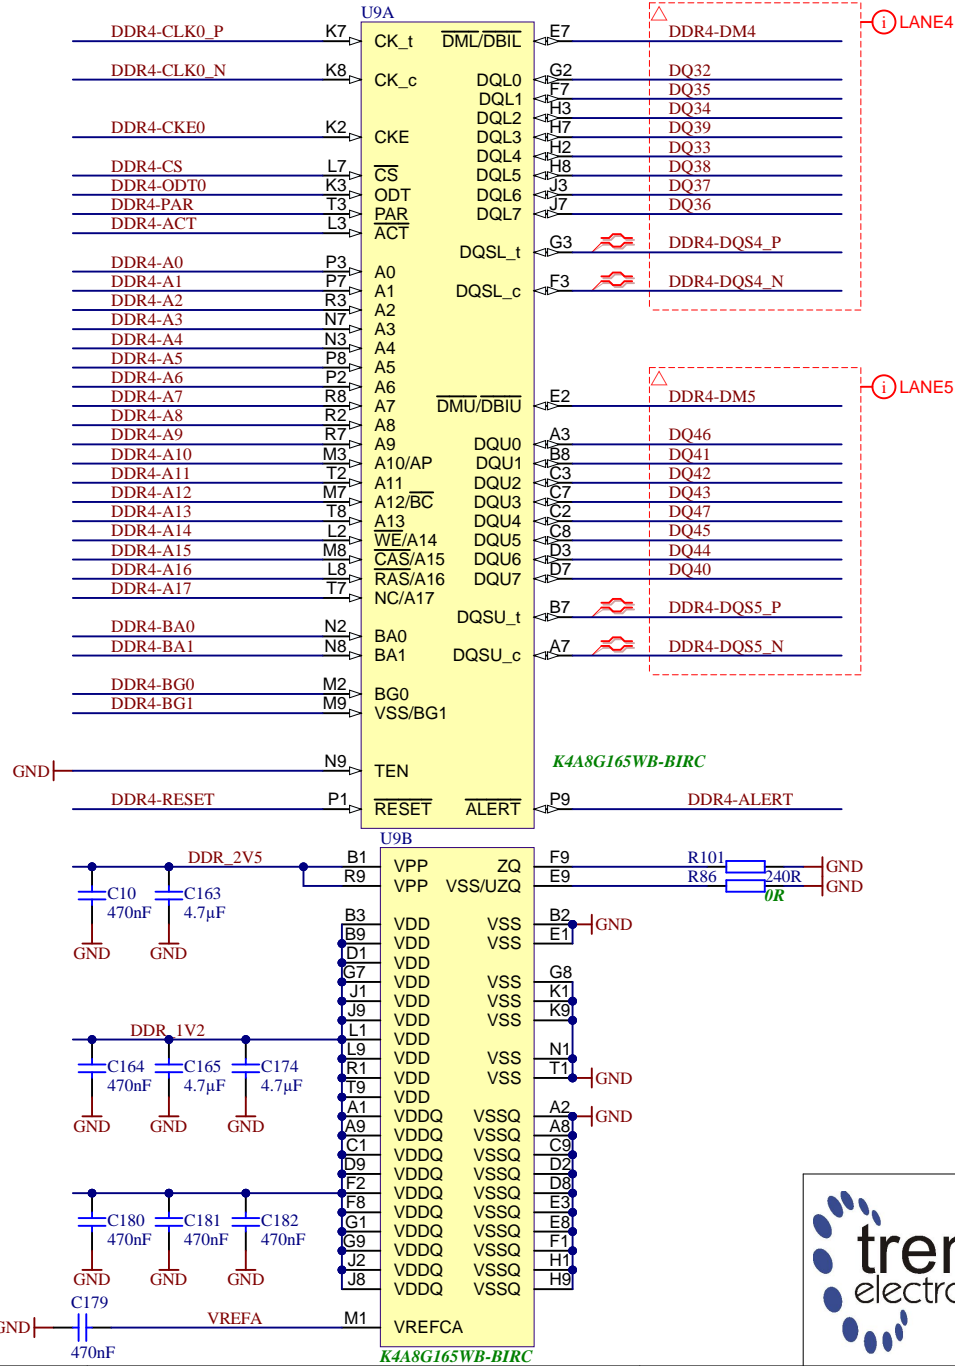 U9A
DDR4-CLK0_P K7 CK_t DML/DBIL E7 DDR4-DM4 i LANE4
DDR4-CLK0_N K8 CK_c DQL0 G2 DQ32
DQL1 F7 DQ35
DQL2 H3 DQ34
DDR4-CKE0 K2 CKE DQL3 H7 DQ39
DQL4 H2 DQ33
DDR4-CS L7 CS DQL5 H8 DQ38
DDR4-ODT0 K3 ODT DQL6 J3 DQ37
DDR4-PAR T3 PAR DQL7 J7 DQ36
DDR4-ACT L3 ACT
DQSL_t G3 DDR4-DQS4_P
DDR4-A0 P3 A0
DDR4-A1 P7 A1 DQSL_c F3 DDR4-DQS4_N
DDR4-A2 R3 A2
DDR4-A3 N7 A3
DDR4-A4 N3 A4
DDR4-A5 P8 A5
DDR4-A6 P2 A6 i LANE5
DDR4-A7 R8 A7 DMU/DBIU E2 DDR4-DM5
DDR4-A8 R2 A8
DDR4-A9 R7 A9 DQU0 A3 DQ46
DDR4-A10 M3 A10/AP DQU1 B8 DQ41
DDR4-A11 T2 A11 DQU2 C3 DQ42
DDR4-A12 M7 A12/BC DQU3 C7 DQ43
DDR4-A13 T8 A13 DQU4 C2 DQ47
DDR4-A14 L2 WE/A14 DQU5 C8 DQ45
DDR4-A15 M8 CAS/A15 DQU6 D3 DQ44
DDR4-A16 L8 RAS/A16 DQU7 D7 DQ40
DDR4-A17 T7 NC/A17
DQSU_t B7 DDR4-DQS5_P
DDR4-BA0 N2 BA0
DDR4-BA1 N8 BA1 DQSU_c A7 DDR4-DQS5_N
DDR4-BG0 M2 BG0
DDR4-BG1 M9 VSS/BG1
GND N9 TEN K4A8G165WB-BIRC
DDR4-RESET P1 RESET ALERT P9 DDR4-ALERT
U9B
DDR_2V5 B1 VPP ZQ F9 R101 240R GND
R9 VPP VSS/UZQ E9 R86 0R GND
C10 470nF GND
C163 4.7µF GND
B3 VDD VSS B2 GND
B9 VDD VSS E1
D1 VDD
G7 VDD VSS G8
J1 VDD VSS K1
J9 VDD VSS K9
DDR_1V2 L1 VDD
L9 VDD VSS N1
R1 VDD VSS T1 GND
T9 VDD
C164 470nF GND
C165 4.7µF GND
C174 4.7µF GND
A1 VDDQ VSSQ A2 GND
A9 VDDQ VSSQ A8
C1 VDDQ VSSQ C9
D9 VDDQ VSSQ D2
F2 VDDQ VSSQ D8
F8 VDDQ VSSQ E3
G1 VDDQ VSSQ E8
G9 VDDQ VSSQ F1
J2 VDDQ VSSQ H1
J8 VDDQ VSSQ H9
C180 470nF GND
C181 470nF GND
C182 470nF GND
GND C179 470nF VREFA M1 VREFCA
K4A8G165WB-BIRC
tren
electro